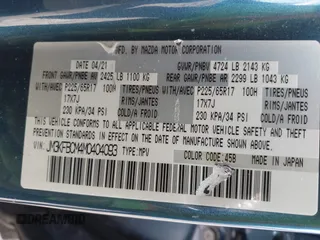 MFD. BY MAZDA MOTOR CORPORATION
DATE 04/21 GVWR/PNBV 4724 LB 2143 KG
FRONT GAWR/PNBE AV 2425 LB 1100 KG REAR GAWR/PNBE AR 2299 LB 1043 KG
W/ P225/65R17 100H TIRES/PNEUS W/ P225/65R17 100H TIRES/PNEUS
17X7J RIMS/JANTES 17X7J RIMS/JANTES
230 KPA/34 PSI COLD/A FROID 230 KPA/34 PSI COLD/A FROID
THIS VEHICLE CONFORMS TO ALL APPLICABLE FEDERAL MOTOR VEHICLE SAFETY,
BUMPER AND THEFT PREVENTION STANDARDS IN EFFECT
ON THE DATE OF MANUFACTURE SHOWN ABOVE.
VIN: JM3KFBCM4M0404093 TYPE: MPV
COLOR CODE: 45B MADE IN JAPAN